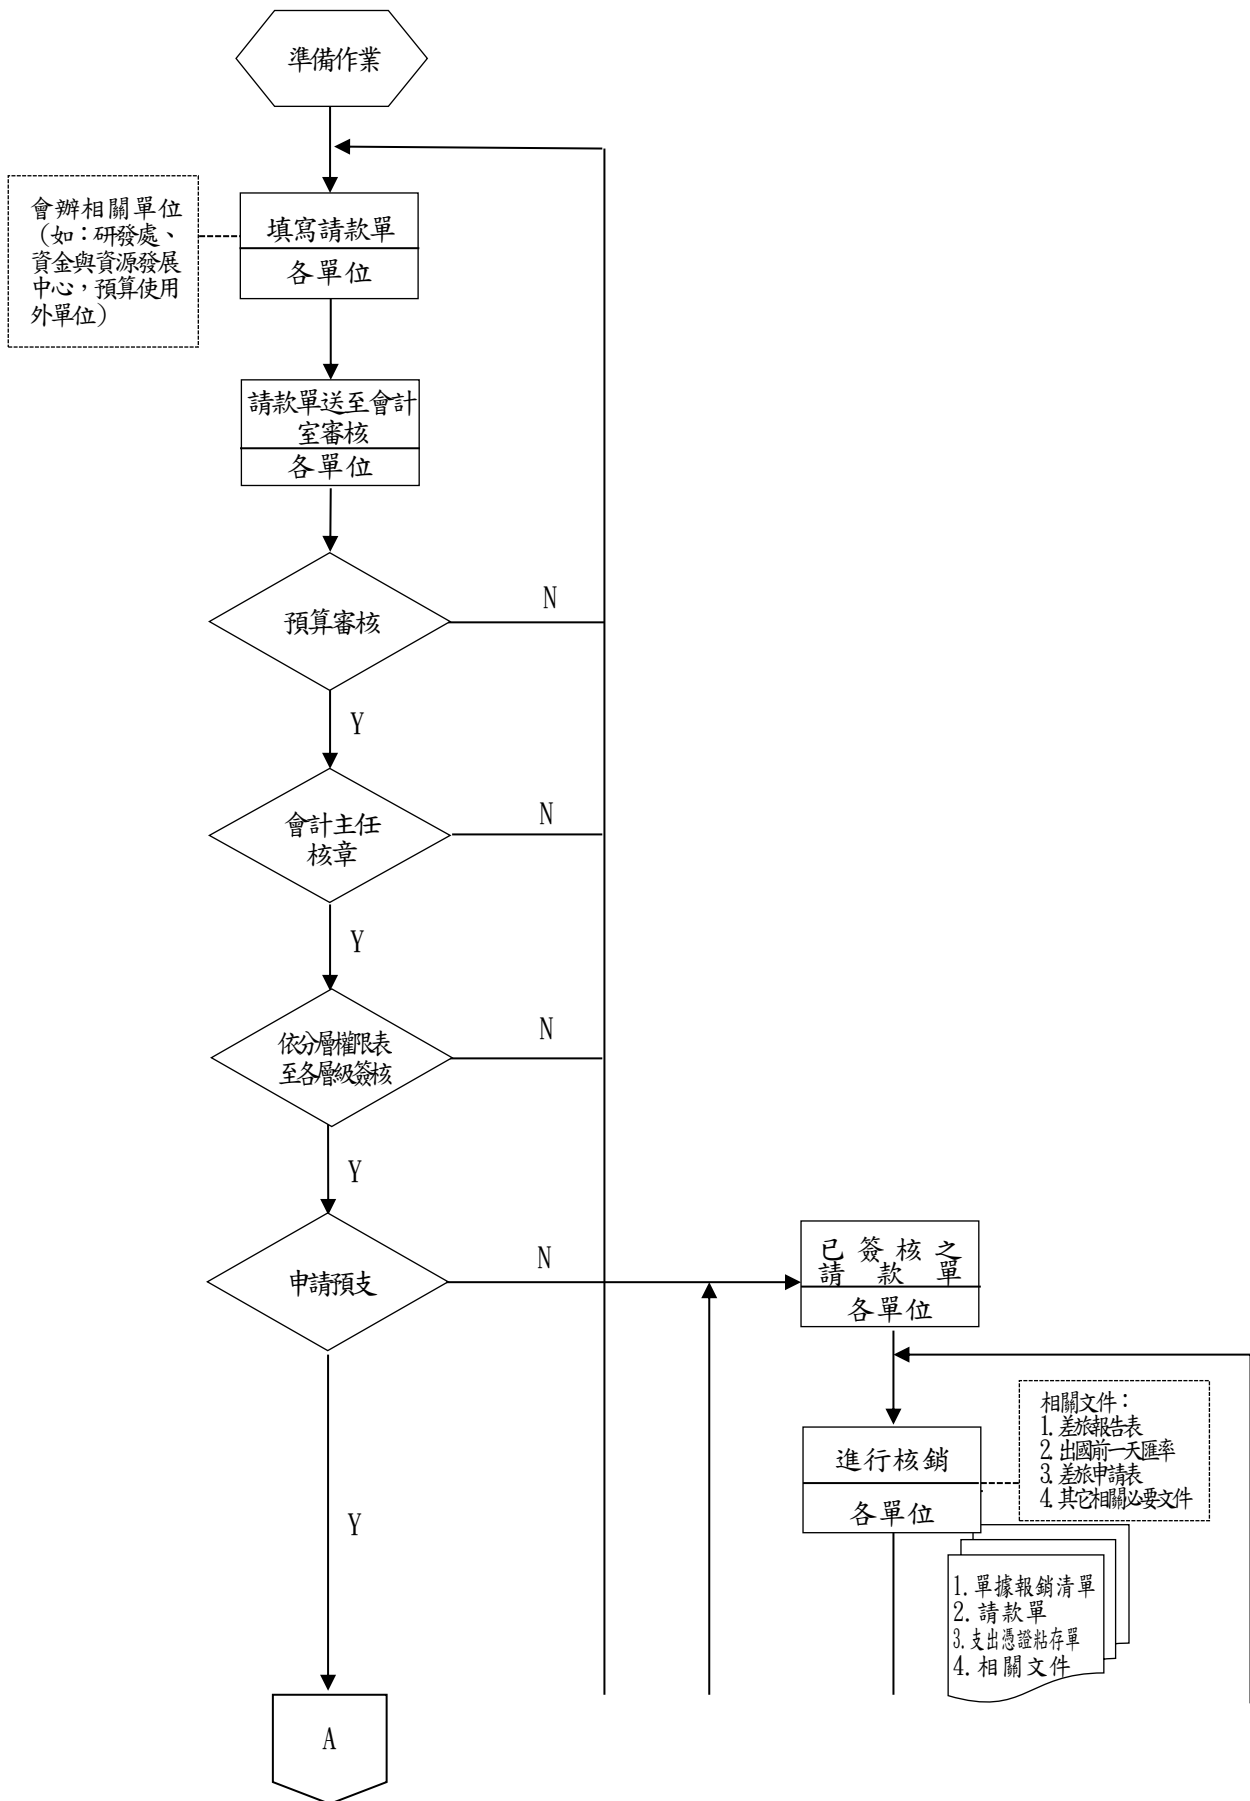 準備作業
會辦相關單位
（如：研發處、
資金與資源發展
中心，預算使用
外單位）
填寫請款單
各單位
請款單送至會計
室審核
各單位
預算審核
N
Y
會計主任
核章
N
Y
依分層權限表
至各層級簽核
N
Y
申請預支
N
Y
已簽核之
請款單
各單位
進行核銷
各單位
相關文件：
1.差旅報告表
2.出國前一天匯率
3.差旅申請表
4.其它相關必要文件
1.單據報銷清單
2.請款單
3.支出憑證粘存單
4.相關文件
A